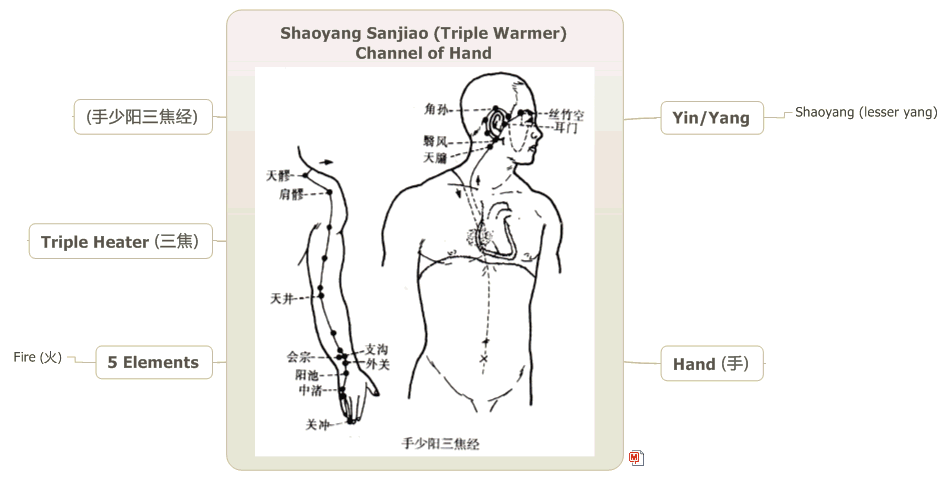 Shaoyang Sanjiao (Triple Warmer)
Channel of Hand
(手少阳三焦经)
Triple Heater (三焦)
Fire (火)
5 Elements
Yin/Yang
Shaoyang (lesser yang)
Hand (手)
角孙
丝竹空
耳门
翳风
天牖
天髎
肩髎
天井
会宗
支沟
外关
阳池
中渚
关冲
手少阳三焦经
M